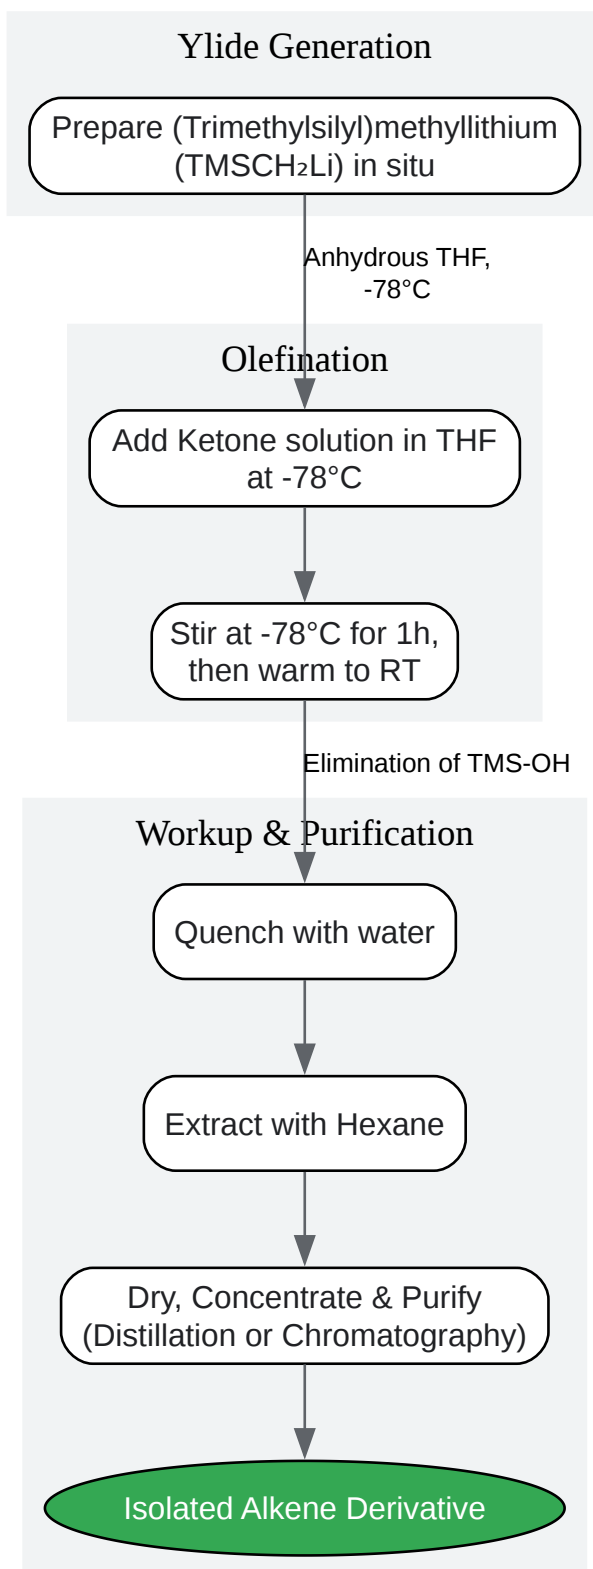 Ylide Generation
Prepare (Trimethylsilyl)methyllithium
(TMSCH₂Li) in situ
Anhydrous THF,
-78°C
Olefination
Add Ketone solution in THF
at -78°C
Stir at -78°C for 1h,
then warm to RT
Elimination of TMS-OH
Workup & Purification
Quench with water
Extract with Hexane
Dry, Concentrate & Purify
(Distillation or Chromatography)
Isolated Alkene Derivative